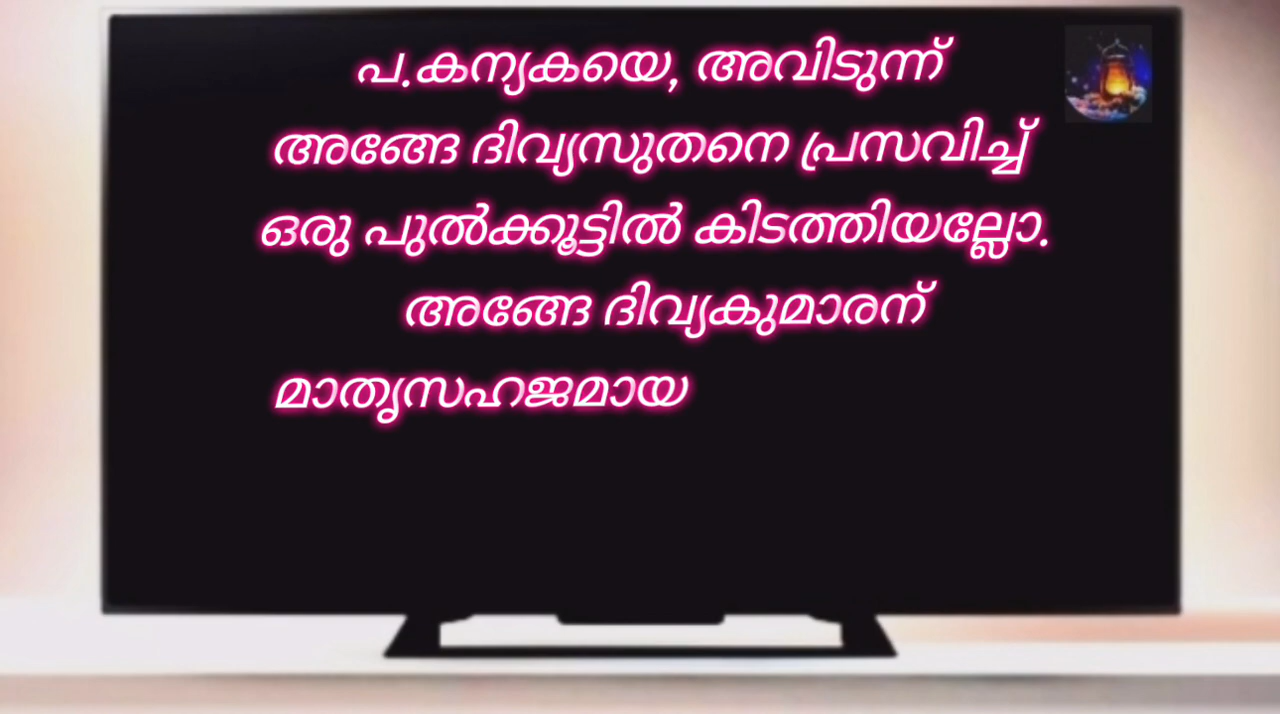 പ.കന്യകയെ, അവിടുന്ന്
അങ്ങേ ദിവ്യസുതനെ പ്രസവിച്ച്
ഒരു പുൽക്കൂട്ടിൽ കിടത്തിയല്ലോ.
അങ്ങേ ദിവ്യകുമാരന്
മാതൃസഹജമായ